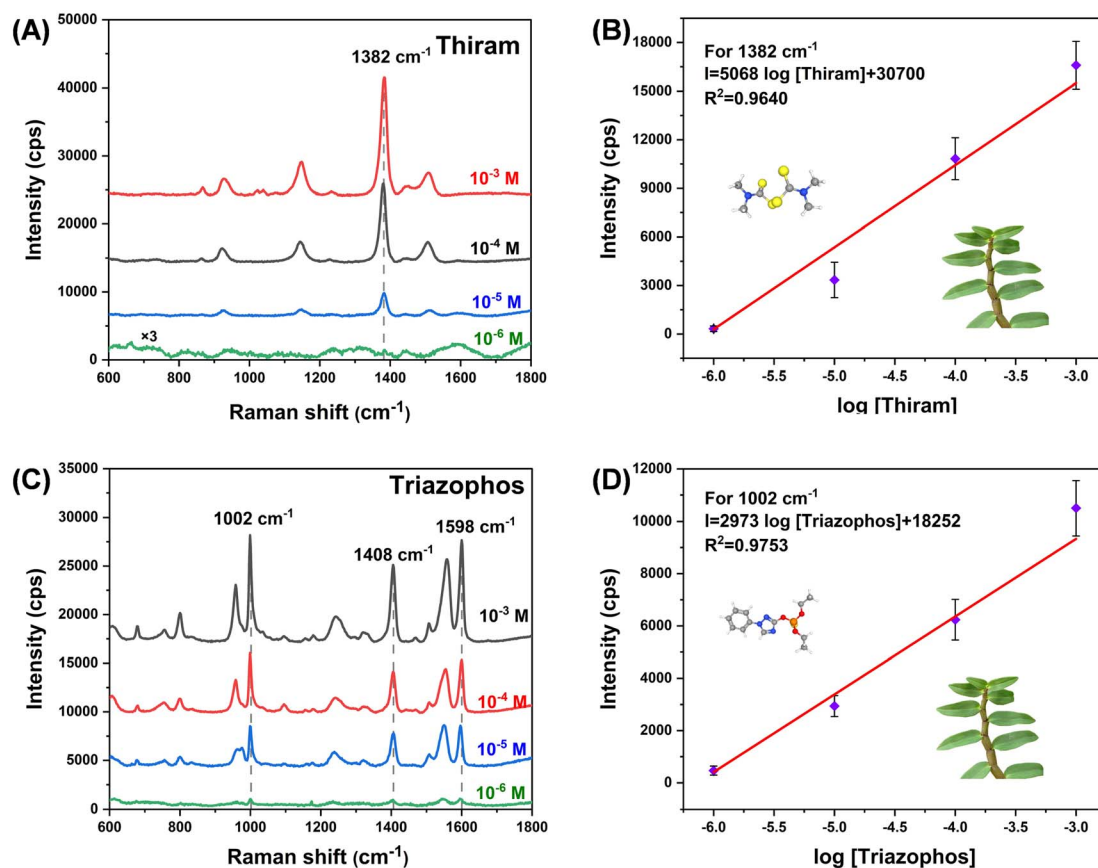 (A)
Thiram
1382 cm⁻¹
10⁻³ M
10⁻⁴ M
10⁻⁵ M
×3
10⁻⁶ M
50000
40000
30000
20000
10000
0
Intensity (cps)
600 800 1000 1200 1400 1600 1800
Raman shift (cm⁻¹)
(B)
For 1382 cm⁻¹
I=5068 log [Thiram]+30700
R²=0.9640
18000
15000
12000
9000
6000
3000
0
Intensity (cps)
-6.0 -5.5 -5.0 -4.5 -4.0 -3.5 -3.0
log [Thiram]
(C)
Triazophos
1002 cm⁻¹
1408 cm⁻¹
1598 cm⁻¹
10⁻³ M
10⁻⁴ M
10⁻⁵ M
10⁻⁶ M
35000
30000
25000
20000
15000
10000
5000
0
Intensity (cps)
600 800 1000 1200 1400 1600 1800
Raman shift (cm⁻¹)
(D)
For 1002 cm⁻¹
I=2973 log [Triazophos]+18252
R²=0.9753
12000
10000
8000
6000
4000
2000
0
Intensity (cps)
-6.0 -5.5 -5.0 -4.5 -4.0 -3.5 -3.0
log [Triazophos]